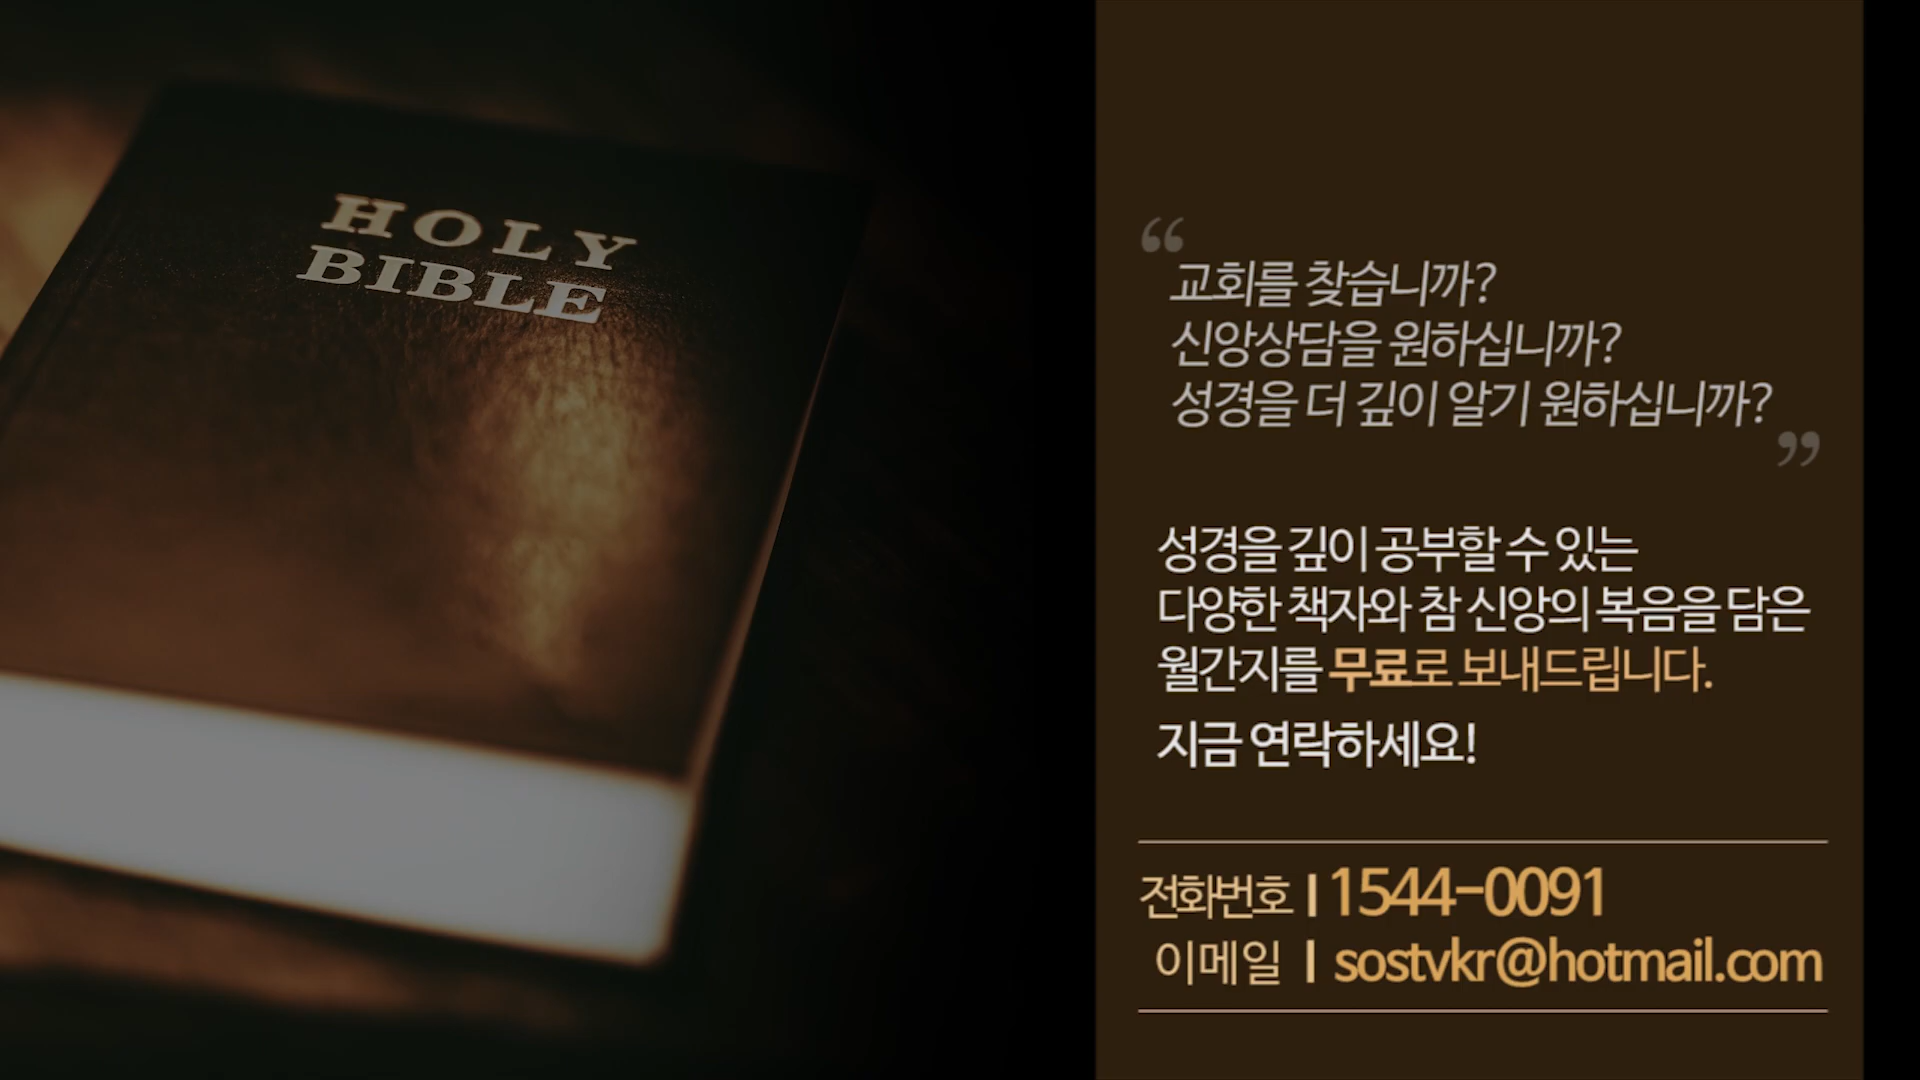 HOLY
BIBLE
“
교회를 찾습니까?
신앙상담을 원하십니까?
성경을 더 깊이 알기 원하십니까?
”
성경을 깊이 공부할 수 있는
다양한 책자와 참 신앙의 복음을 담은
월간지를 무료로 보내드립니다.
지금 연락하세요!
전화번호 | 1544-0091
이메일 | sostvkr@hotmail.com